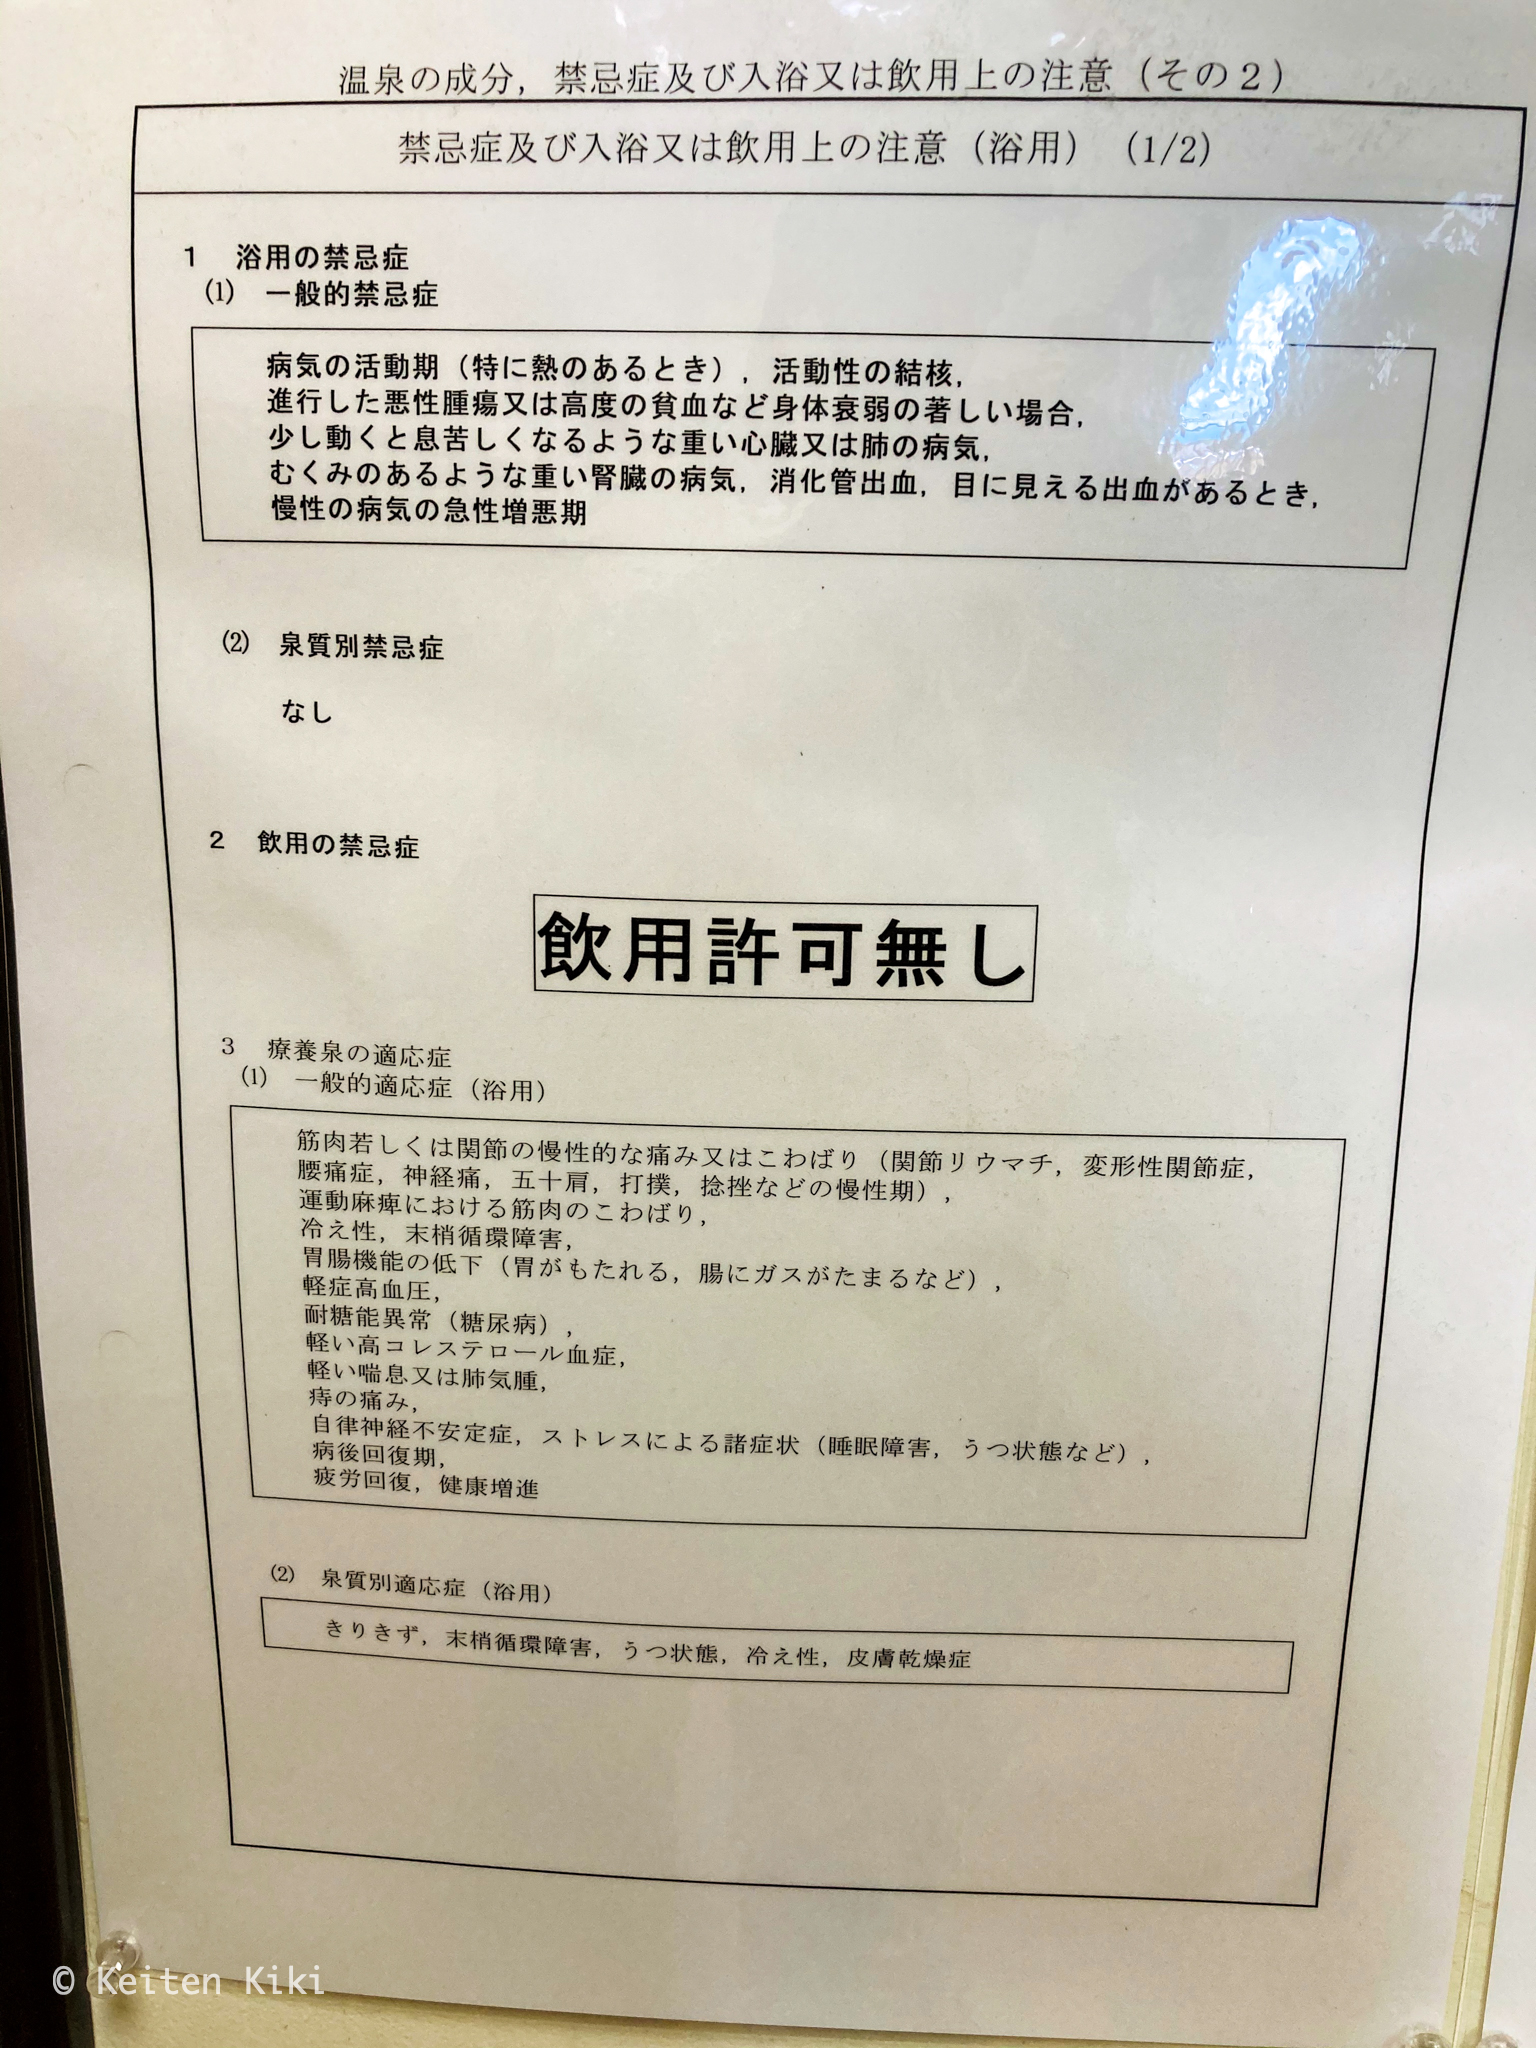 温泉の成分，禁忌症及び入浴又は飲用上の注意（その２）
禁忌症及び入浴又は飲用上の注意（浴用）（1/2）
１　浴用の禁忌症
⑴　一般的禁忌症
病気の活動期（特に熱のあるとき），活動性の結核，
進行した悪性腫瘍又は高度の貧血など身体衰弱の著しい場合，
少し動くと息苦しくなるような重い心臓又は肺の病気，
むくみのあるような重い腎臓の病気，消化管出血，目に見える出血があるとき，
慢性の病気の急性増悪期
⑵　泉質別禁忌症
なし
２　飲用の禁忌症
飲用許可無し
３　療養泉の適応症
⑴　一般的適応症（浴用）
筋肉若しくは関節の慢性的な痛み又はこわばり（関節リウマチ，変形性関節症，
腰痛症，神経痛，五十肩，打撲，捻挫などの慢性期），
運動麻痺における筋肉のこわばり，
冷え性，末梢循環障害，
胃腸機能の低下（胃がもたれる，腸にガスがたまるなど），
軽症高血圧，
耐糖能異常（糖尿病），
軽い高コレステロール血症，
軽い喘息又は肺気腫，
痔の痛み，
自律神経不安定症，ストレスによる諸症状（睡眠障害，うつ状態など），
病後回復期，
疲労回復，健康増進
⑵　泉質別適応症（浴用）
きりきず，末梢循環障害，うつ状態，冷え性，皮膚乾燥症
© Keiten Kiki